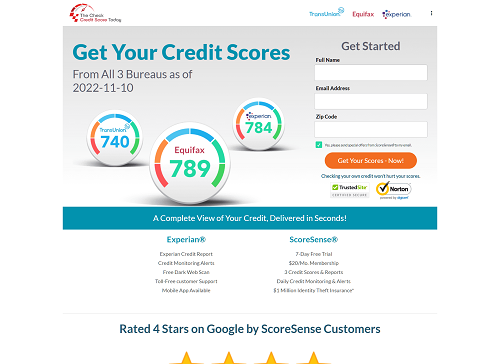 The Check
Credit Score Today
TransUnion
Equifax
experian.
Get Your Credit Scores
From All 3 Bureaus as of
2022-11-10
TransUnion
740
Equifax
789
experian.
784
Get Started
Full Name
Email Address
Zip Code
Yes, please send special offers from ScoreSense® to my email.
Get Your Scores - Now!
Checking your own credit won't hurt your scores.
TrustedSite
CERTIFIED SECURE
Norton
powered by digicert
A Complete View of Your Credit, Delivered in Seconds!
Experian®
Experian Credit Report
Credit Monitoring Alerts
Free Dark Web Scan
Toll-Free customer Support
Mobile App Available
ScoreSense®
7-Day Free Trial
$20/Mo. Membership
3 Credit Scores & Reports
Daily Credit Monitoring & Alerts
$1 Million Identity Theft Insurance*
Rated 4 Stars on Google by ScoreSense Customers